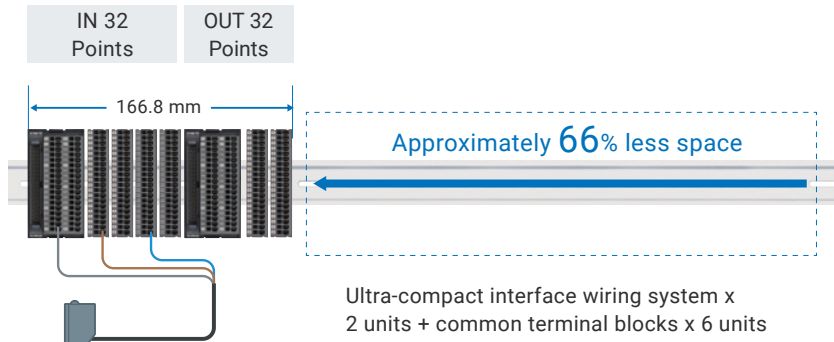 IN 32
Points
OUT 32
Points
166.8 mm
Approximately 66% less space
Ultra-compact interface wiring system x
2 units + common terminal blocks x 6 units